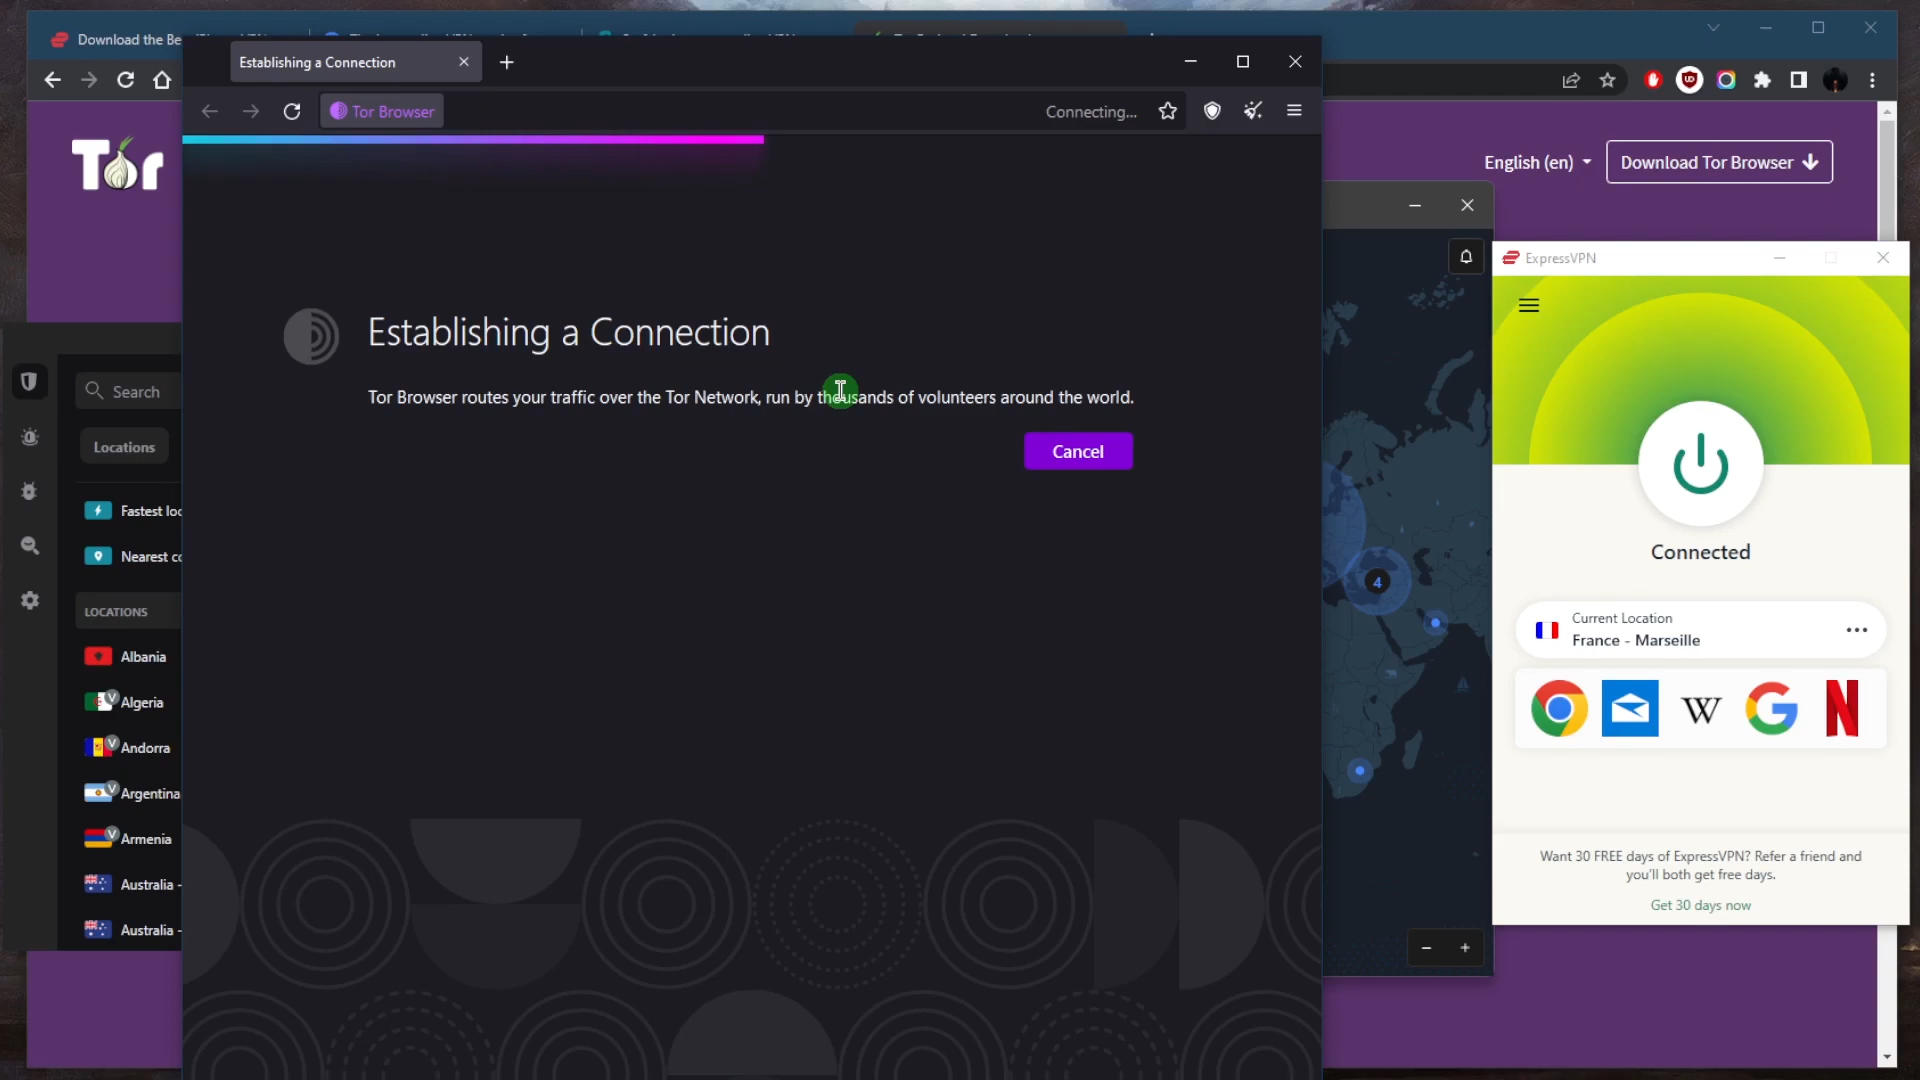 Download the Be
Establishing a Connection
Tor Browser
Connecting...
Tor
English (en)
Download Tor Browser
Establishing a Connection
Tor Browser routes your traffic over the Tor Network, run by thousands of volunteers around the world.
Cancel
Search
Locations
Fastest loc
Nearest co
LOCATIONS
Albania
Algeria
Andorra
Argentina
Armenia
Australia -
Australia -
4
ExpressVPN
Connected
Current Location
France - Marseille
W
G
N
Want 30 FREE days of ExpressVPN? Refer a friend and
you'll both get free days.
Get 30 days now